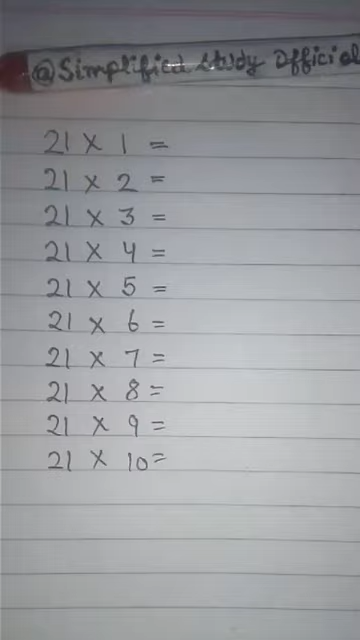 @Simplified study Official
21 × 1 =
21 × 2 =
21 × 3 =
21 × 4 =
21 × 5 =
21 × 6 =
21 × 7 =
21 × 8 =
21 × 9 =
21 × 10 =